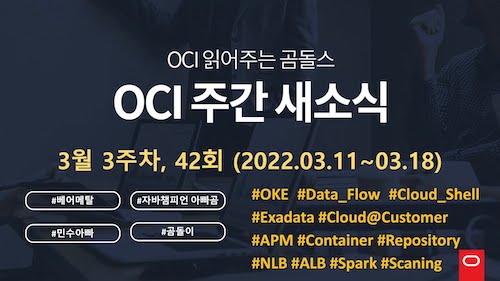 OCI 읽어주는 곰돌스
OCI 주간 새소식
3월 3주차, 42회 (2022.03.11~03.18)
#베어메탈 #자바챔피언 아빠곰
#민수아빠 #곰돌이
#OKE #Data_Flow #Cloud_Shell
#Exadata #Cloud@Customer
#APM #Container #Repository
#NLB #ALB #Spark #Scaning